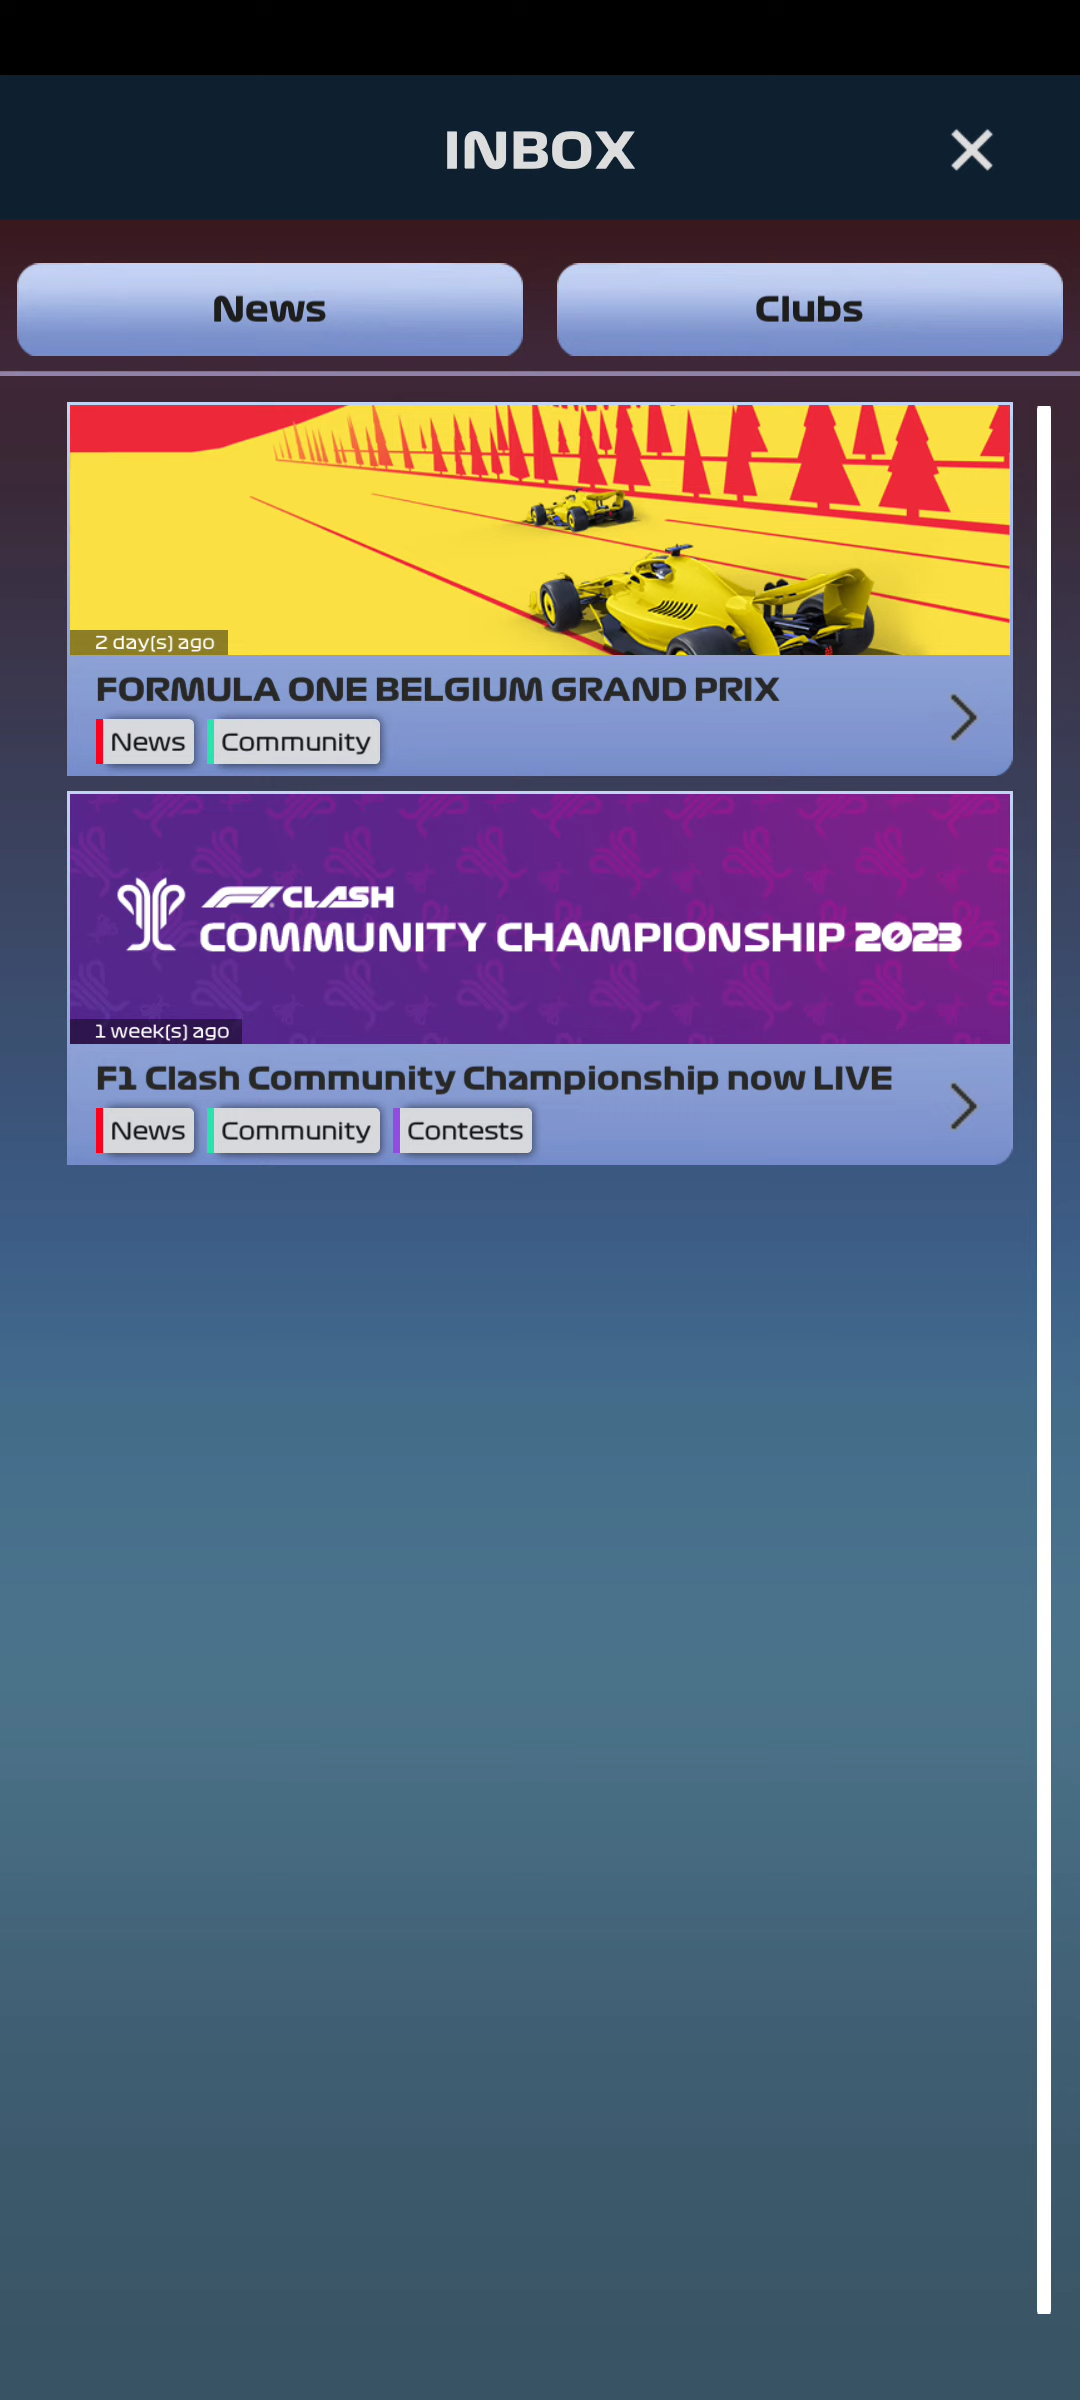 INBOX
News
Clubs
2 day(s) ago
FORMULA ONE BELGIUM GRAND PRIX
News
Community
F1 CLASH
COMMUNITY CHAMPIONSHIP 2023
1 week(s) ago
F1 Clash Community Championship now LIVE
News
Community
Contests